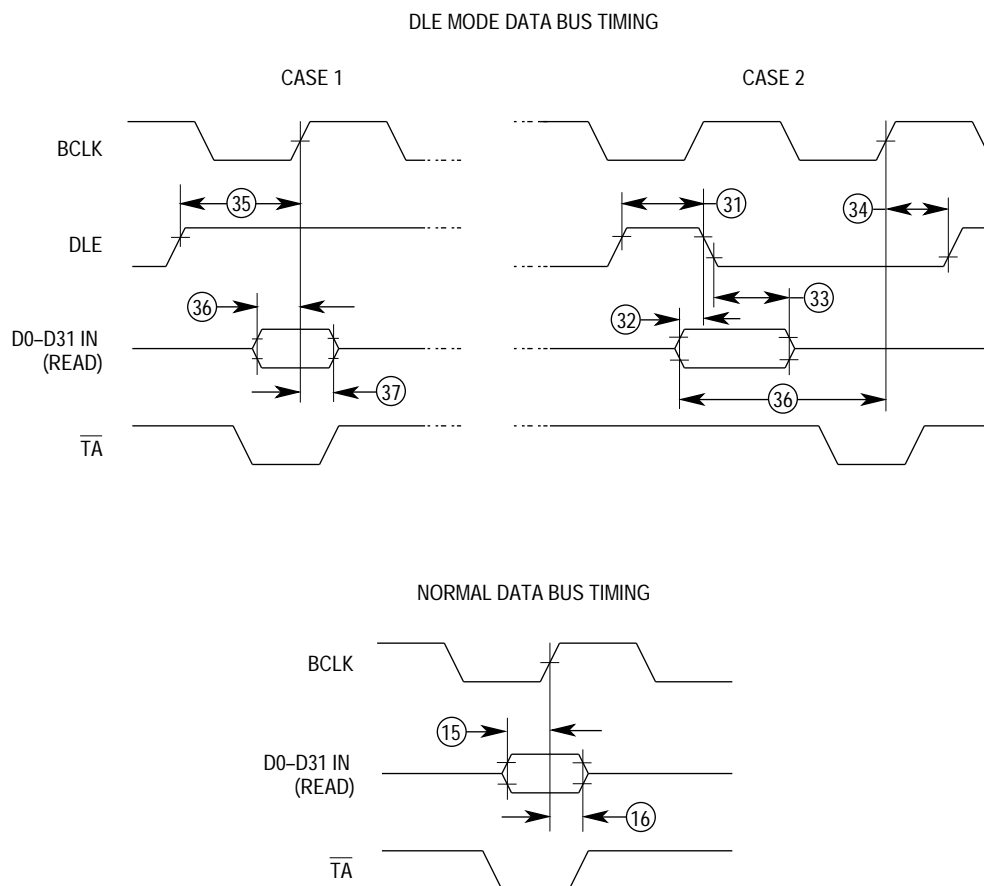 DLE MODE DATA BUS TIMING
CASE 1
CASE 2
BCLK
35
31
34
DLE
36
33
32
D0–D31 IN
(READ)
37
36
TA
NORMAL DATA BUS TIMING
BCLK
15
D0–D31 IN
(READ)
16
TA